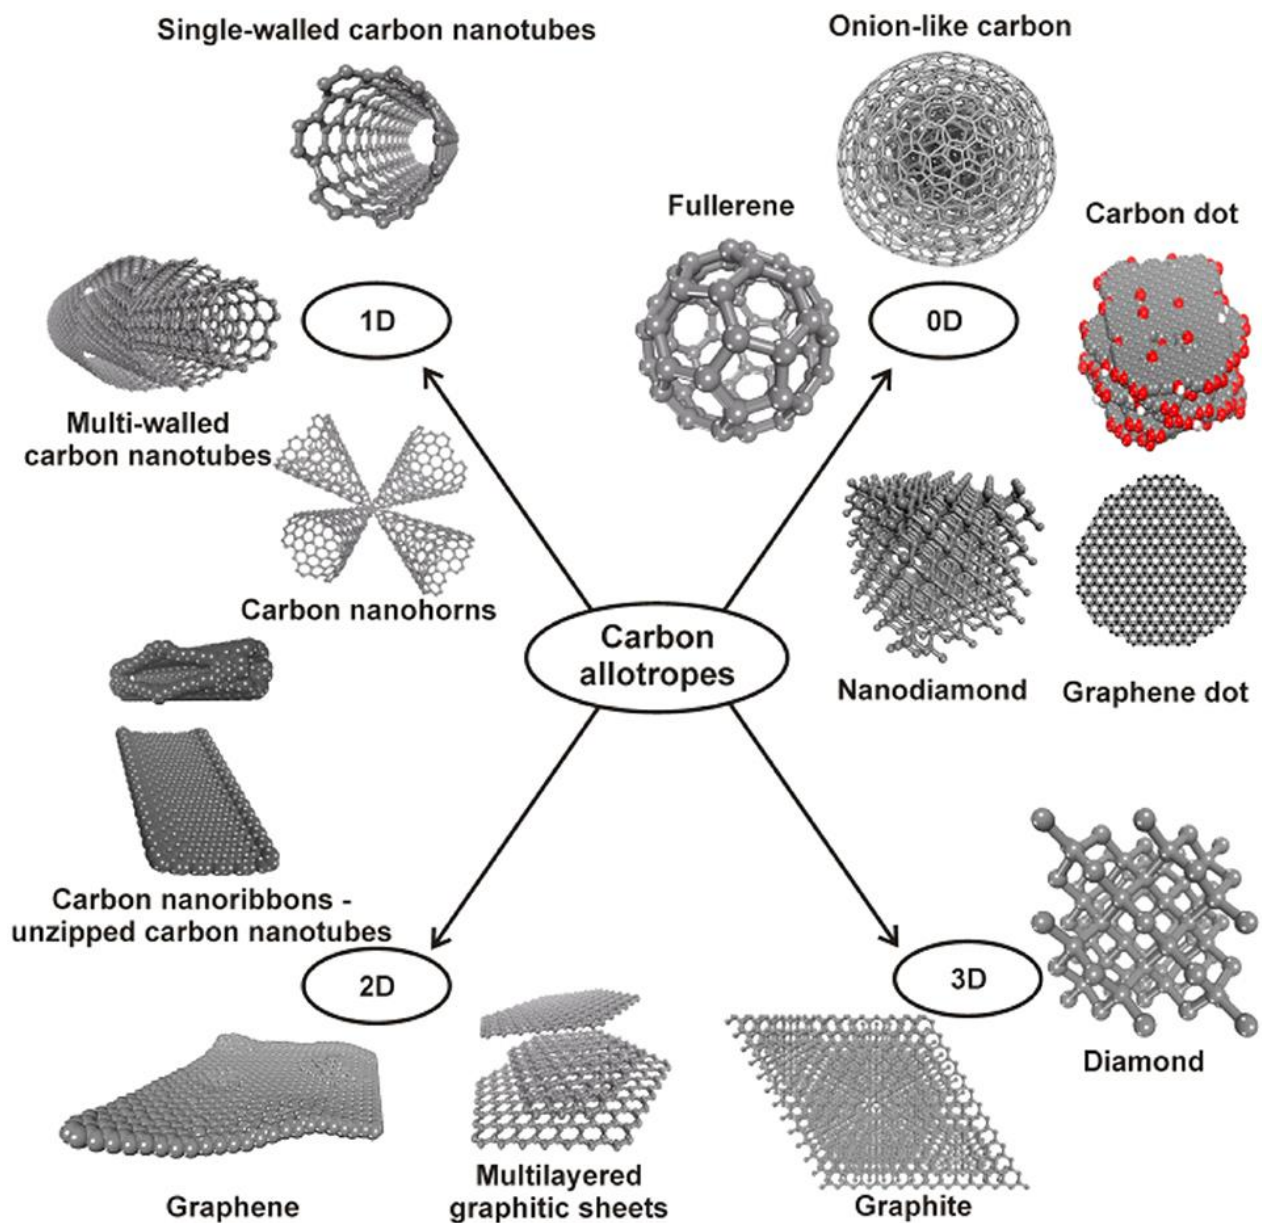 Single-walled carbon nanotubes
Onion-like carbon
Fullerene
Carbon dot
1D
0D
Multi-walled
carbon nanotubes
Carbon nanohorns
Carbon
allotropes
Nanodiamond
Graphene dot
Carbon nanoribbons -
unzipped carbon nanotubes
2D
3D
Diamond
Multilayered
graphitic sheets
Graphene
Graphite